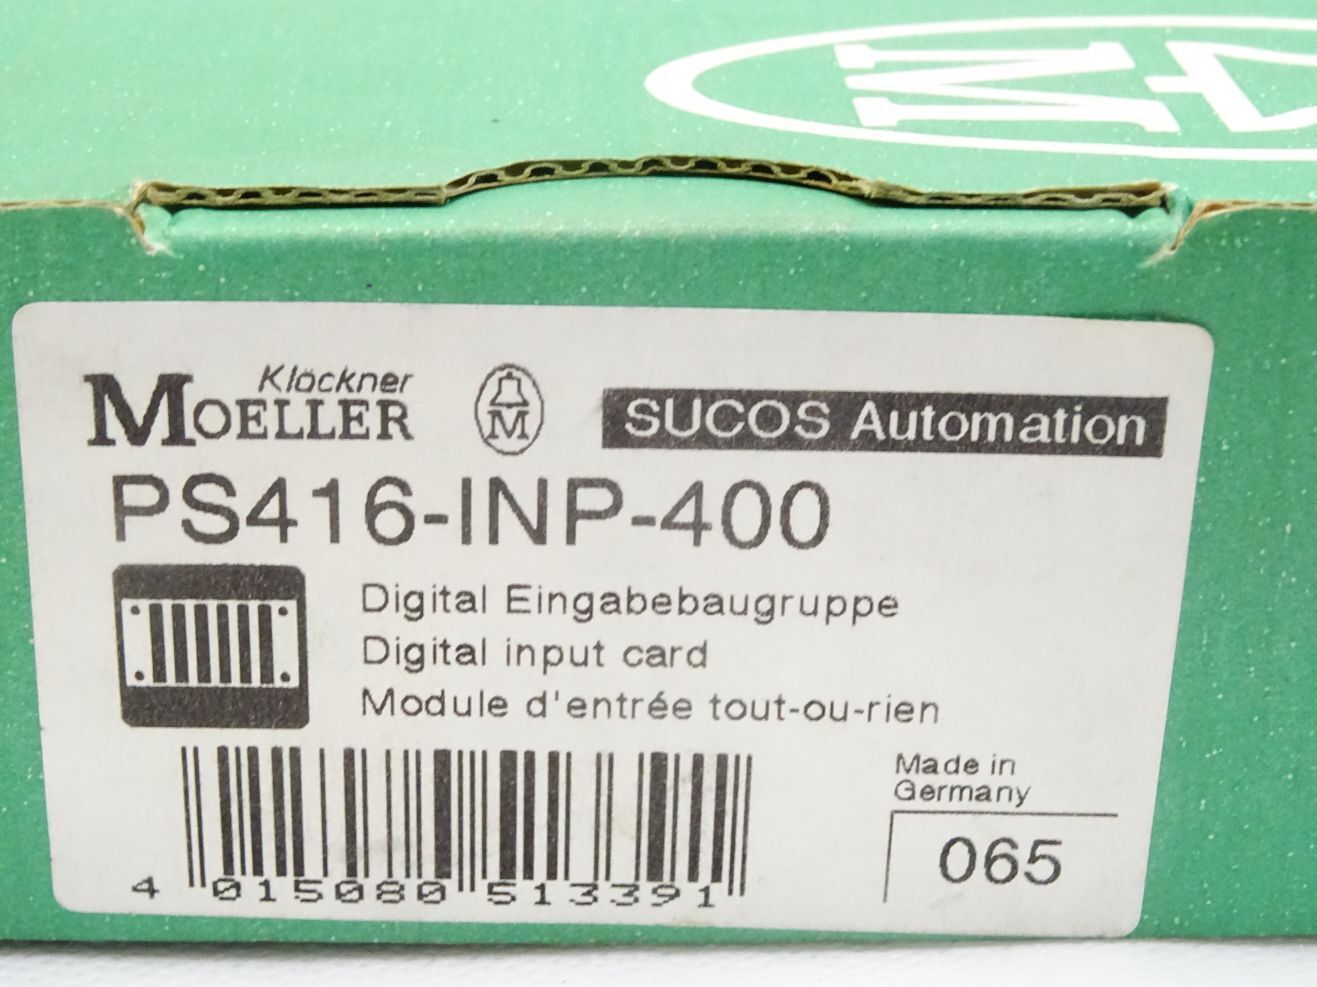 M
Klöckner
MOELLER
M
SUCOS Automation
PS416-INP-400
Digital Eingabebaugruppe
Digital input card
Module d'entrée tout-ou-rien
Made in
Germany
065
4 015080 513391